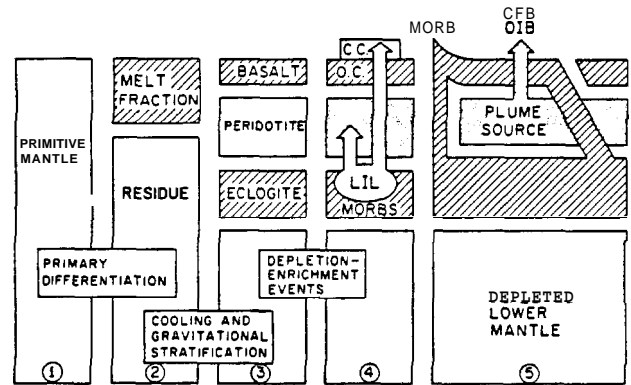 MORB
CFB
OIB
C.C.
O.C.
MELT
FRACTION
BASALT
PERIDOTITE
PLUME
SOURCE
PRIMITIVE
MANTLE
RESIDUE
ECLOGITE
LIL
MORBS
PRIMARY
DIFFERENTIATION
DEPLETION-
ENRICHMENT
EVENTS
COOLING AND
GRAVITATIONAL
STRATIFICATION
DEPLETED
LOWER
MANTLE
1
2
3
4
5